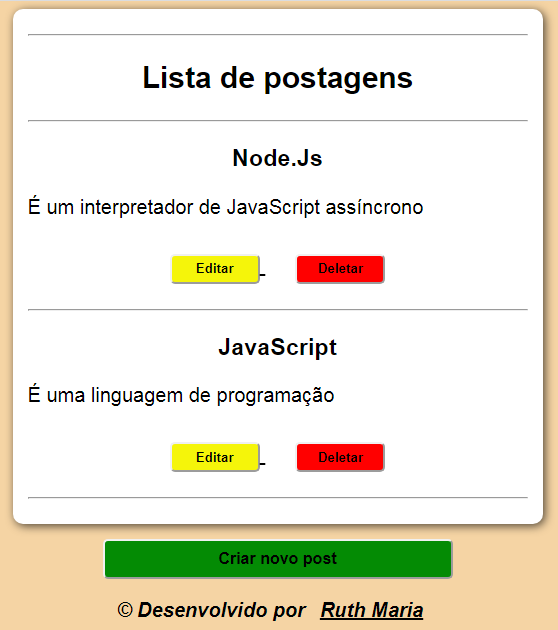 Lista de postagens
Node.Js
É um interpretador de JavaScript assíncrono
Editar Deletar
JavaScript
É uma linguagem de programação
Editar Deletar
Criar novo post
© Desenvolvido por Ruth Maria